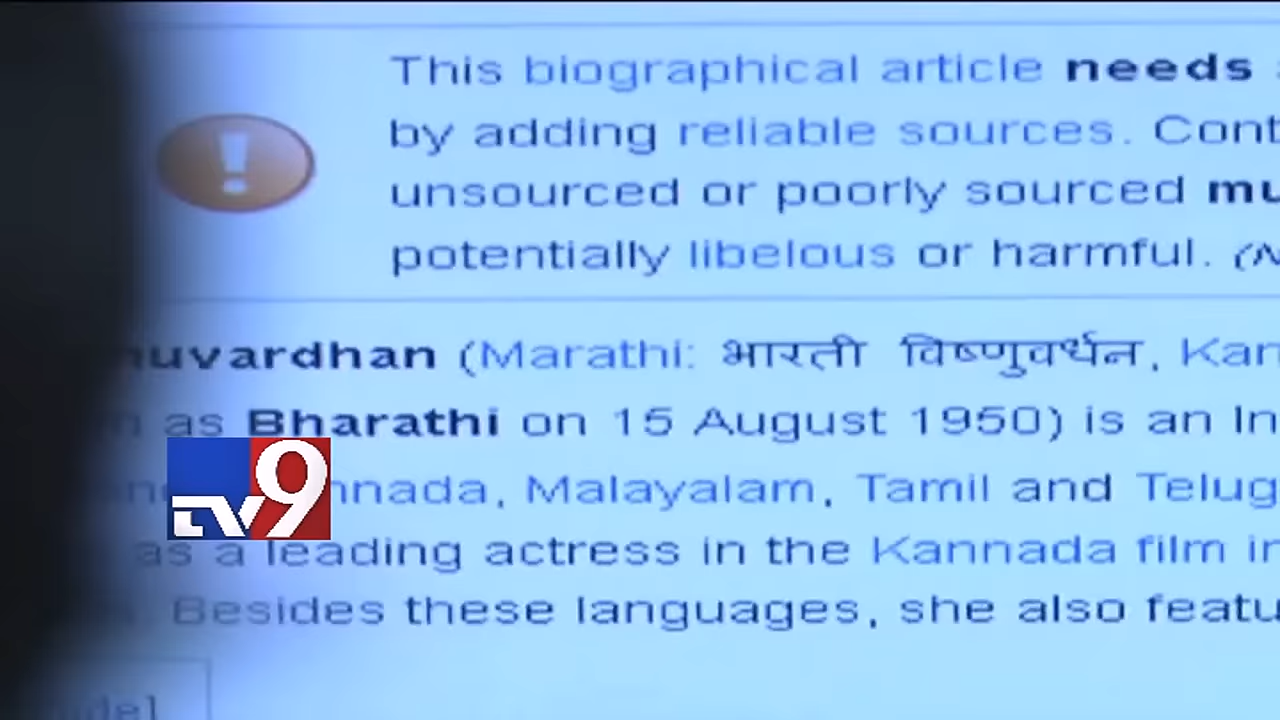 This biographical article needs
by adding reliable sources. Cont
unsourced or poorly sourced mu
potentially libelous or harmful. (N
huvardhan (Marathi: भारती विष्णुवर्धन, Kan
as Bharathi on 15 August 1950) is an In
nnada, Malayalam, Tamil and Telug
TV9
as a leading actress in the Kannada film in
Besides these languages, she also featu
ide]